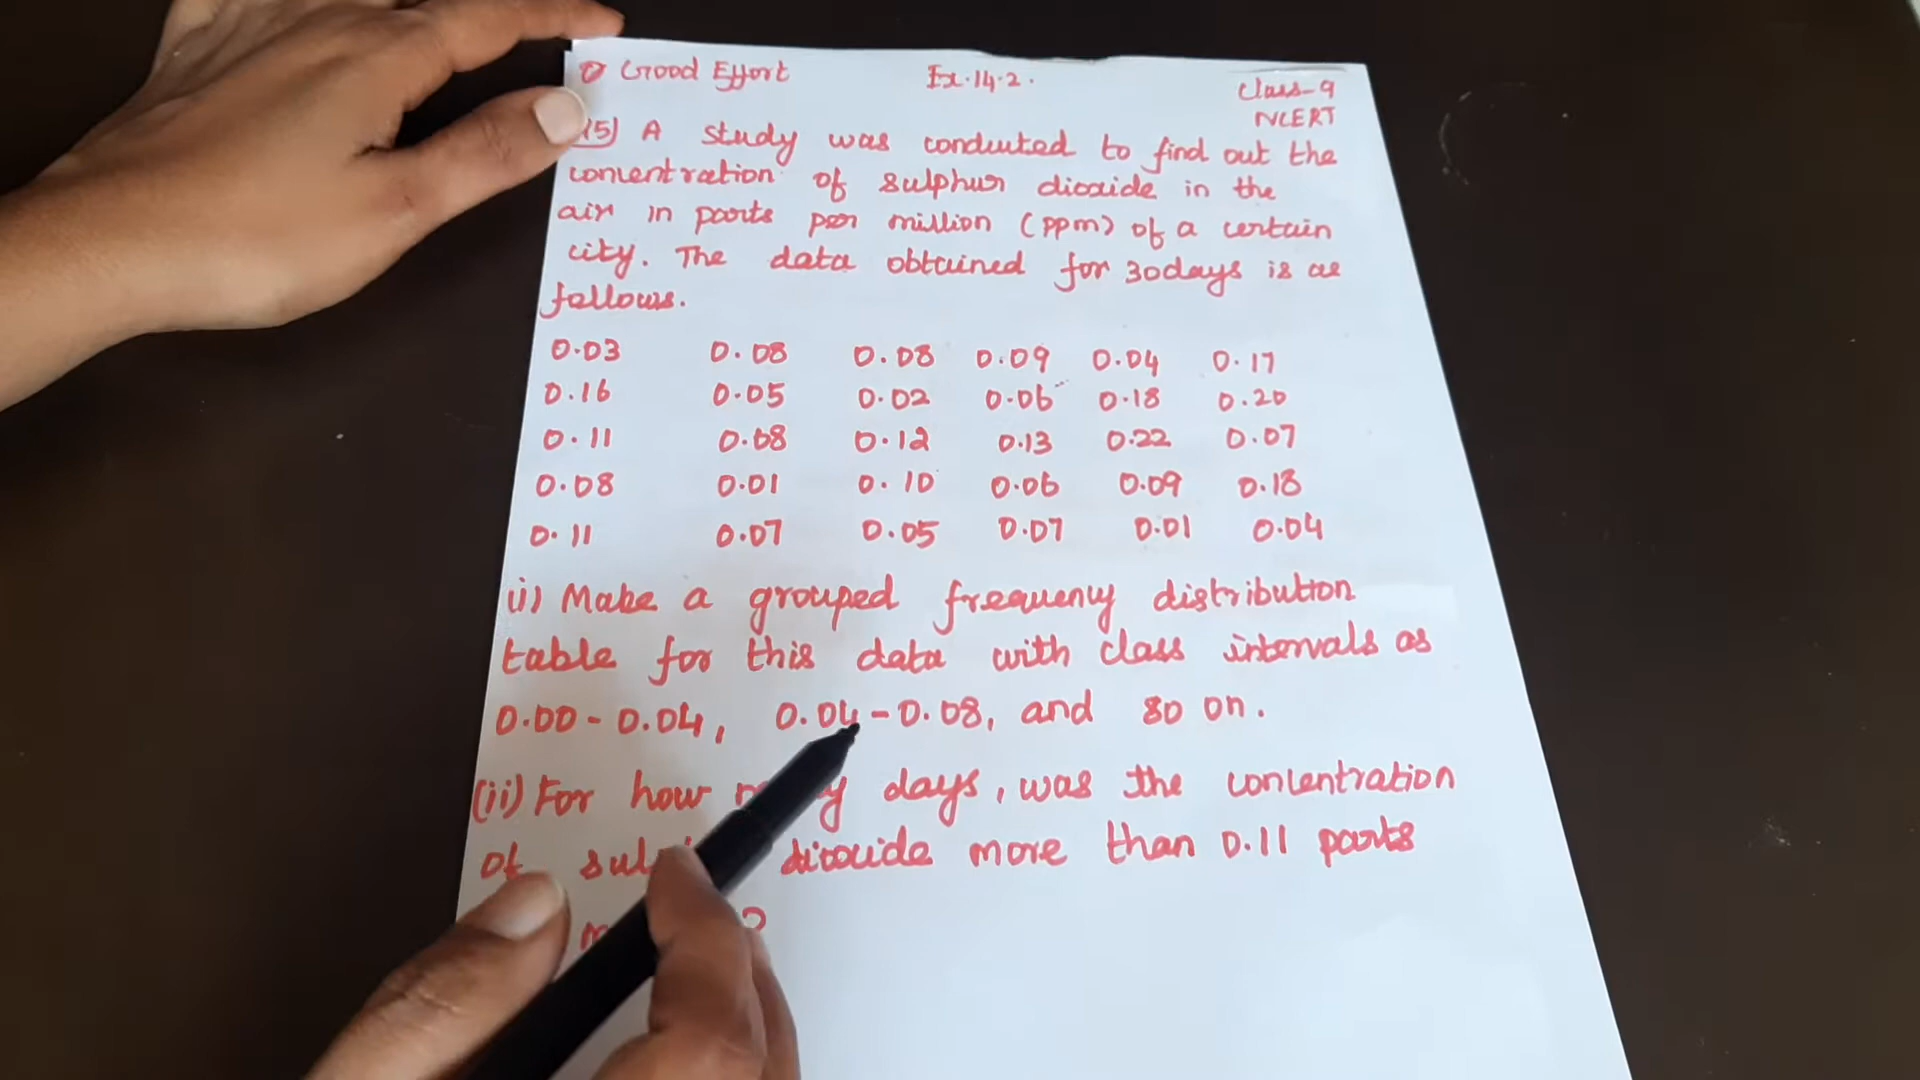 Good Effort Ex.14.2. Class-9
NCERT
(5) A study was conducted to find out the
concentration of sulphur dioxide in the
air in parts per million (ppm) of a certain
city. The data obtained for 30days is as
follows.
0.03 0.08 0.08 0.09 0.04 0.17
0.16 0.05 0.02 0.06 0.18 0.20
0.11 0.08 0.12 0.13 0.22 0.07
0.08 0.01 0.10 0.06 0.09 0.18
0.11 0.07 0.05 0.07 0.01 0.04
(i) Make a grouped frequency distribution
table for this data with class intervals as
0.00-0.04, 0.04-0.08, and so on.
(ii) For how days, was the concentration
of dioxide more than 0.11 parts
?